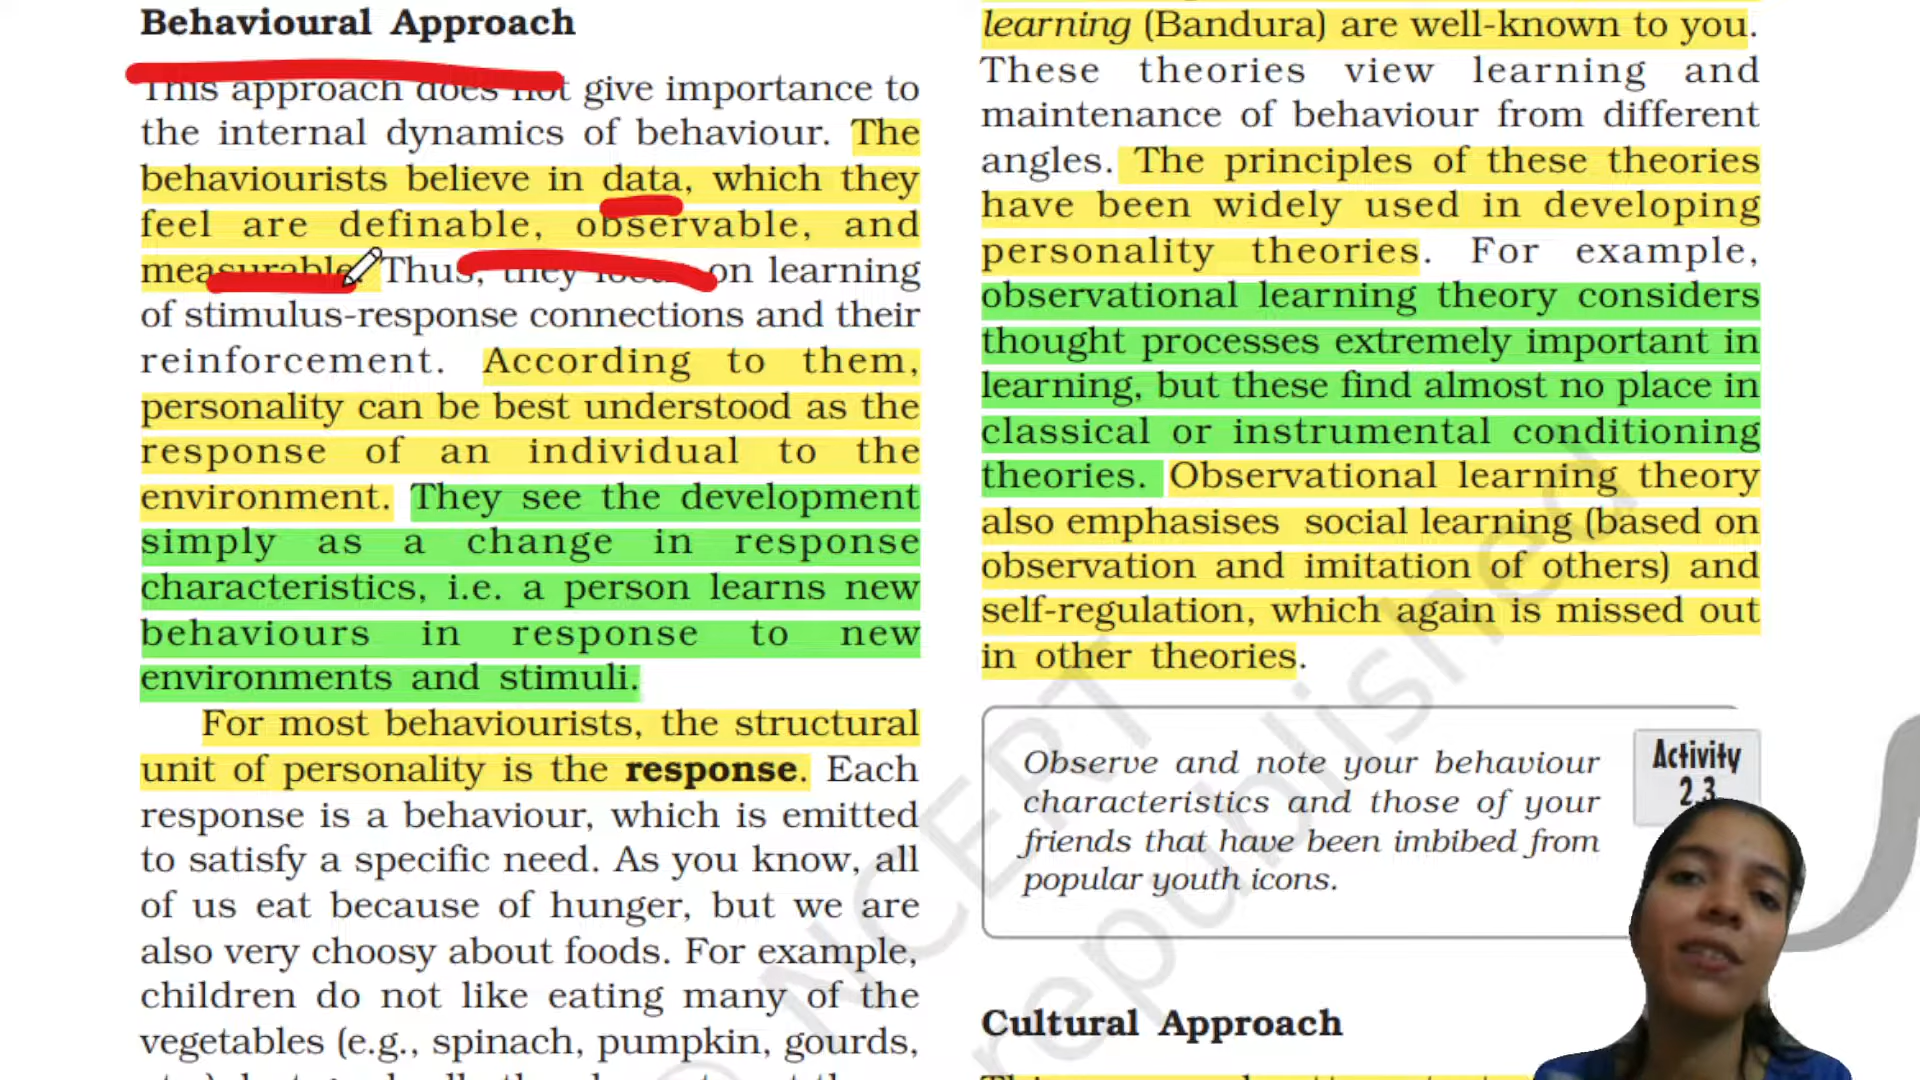 Behavioural Approach
This approach does not give importance to
the internal dynamics of behaviour. The
behaviourists believe in data, which they
feel are definable, observable, and
measurable. Thus, they focus on learning
of stimulus-response connections and their
reinforcement. According to them,
personality can be best understood as the
response of an individual to the
environment. They see the development
simply as a change in response
characteristics, i.e. a person learns new
behaviours in response to new
environments and stimuli.
For most behaviourists, the structural
unit of personality is the response. Each
response is a behaviour, which is emitted
to satisfy a specific need. As you know, all
of us eat because of hunger, but we are
also very choosy about foods. For example,
children do not like eating many of the
vegetables (e.g., spinach, pumpkin, gourds,
learning (Bandura) are well-known to you.
These theories view learning and
maintenance of behaviour from different
angles. The principles of these theories
have been widely used in developing
personality theories. For example,
observational learning theory considers
thought processes extremely important in
learning, but these find almost no place in
classical or instrumental conditioning
theories. Observational learning theory
also emphasises social learning (based on
observation and imitation of others) and
self-regulation, which again is missed out
in other theories.
Observe and note your behaviour
characteristics and those of your
friends that have been imbibed from
popular youth icons.
Activity
2.3
Cultural Approach
© NCERT
republished